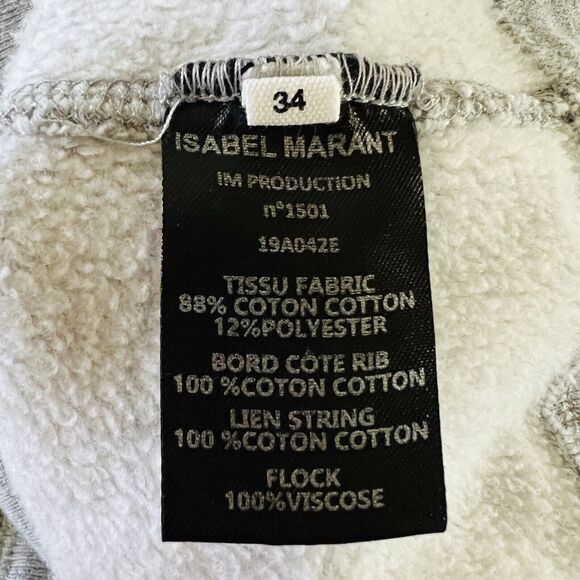 34
ISABEL MARANT
IM PRODUCTION
n°1501
19A042E
TISSU FABRIC
88% COTON COTTON
12%POLYESTER
BORD CÔTE RIB
100 %COTON COTTON
LIEN STRING
100 %COTON COTTON
FLOCK
100%VISCOSE